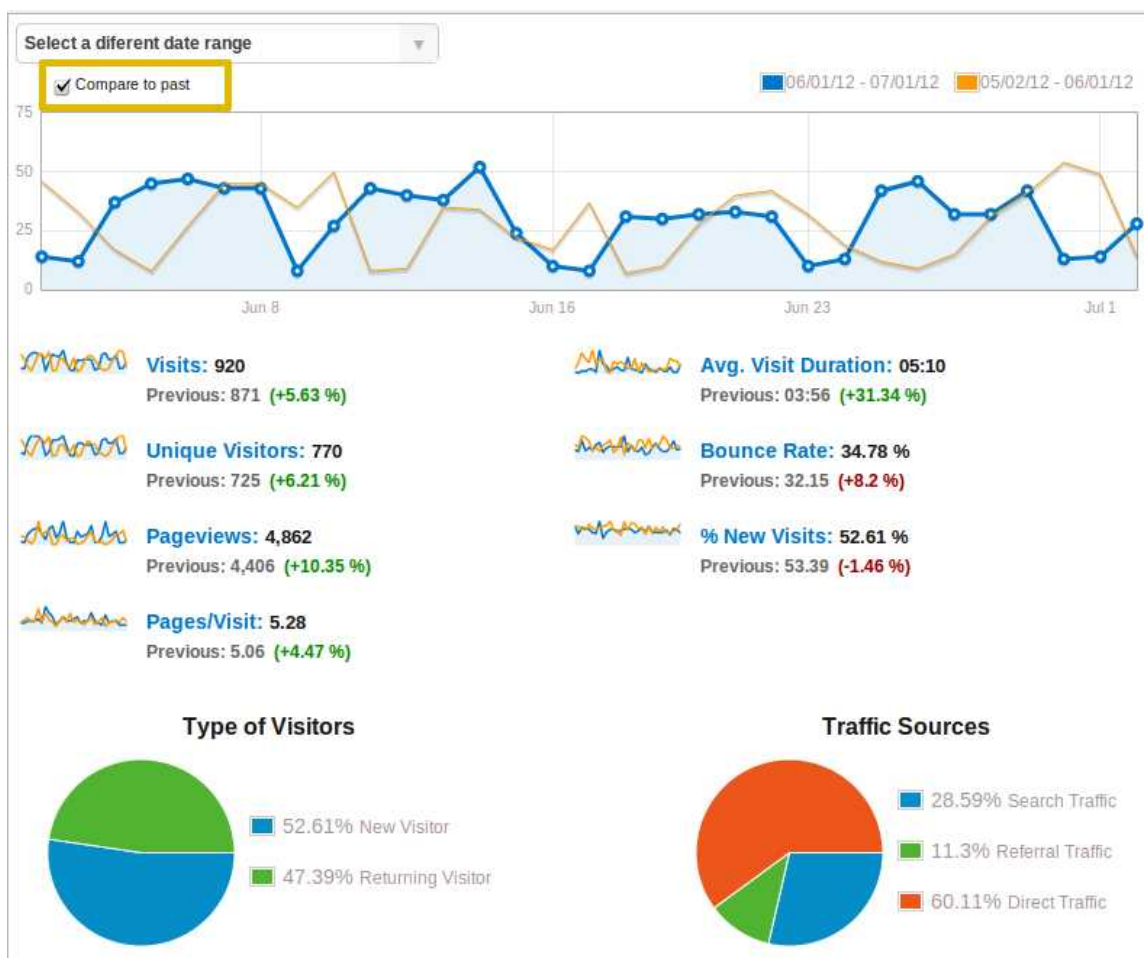 Select a diferent date range
Compare to past
06/01/12 - 07/01/12 05/02/12 - 06/01/12
75
50
25
0
Jun 8 Jun 16 Jun 23 Jul 1
Visits: 920
Previous: 871 (+5.63 %)
Unique Visitors: 770
Previous: 725 (+6.21 %)
Pageviews: 4,862
Previous: 4,406 (+10.35 %)
Pages/Visit: 5.28
Previous: 5.06 (+4.47 %)
Avg. Visit Duration: 05:10
Previous: 03:56 (+31.34 %)
Bounce Rate: 34.78 %
Previous: 32.15 (+8.2 %)
% New Visits: 52.61 %
Previous: 53.39 (-1.46 %)
Type of Visitors
52.61% New Visitor
47.39% Returning Visitor
Traffic Sources
28.59% Search Traffic
11.3% Referral Traffic
60.11% Direct Traffic